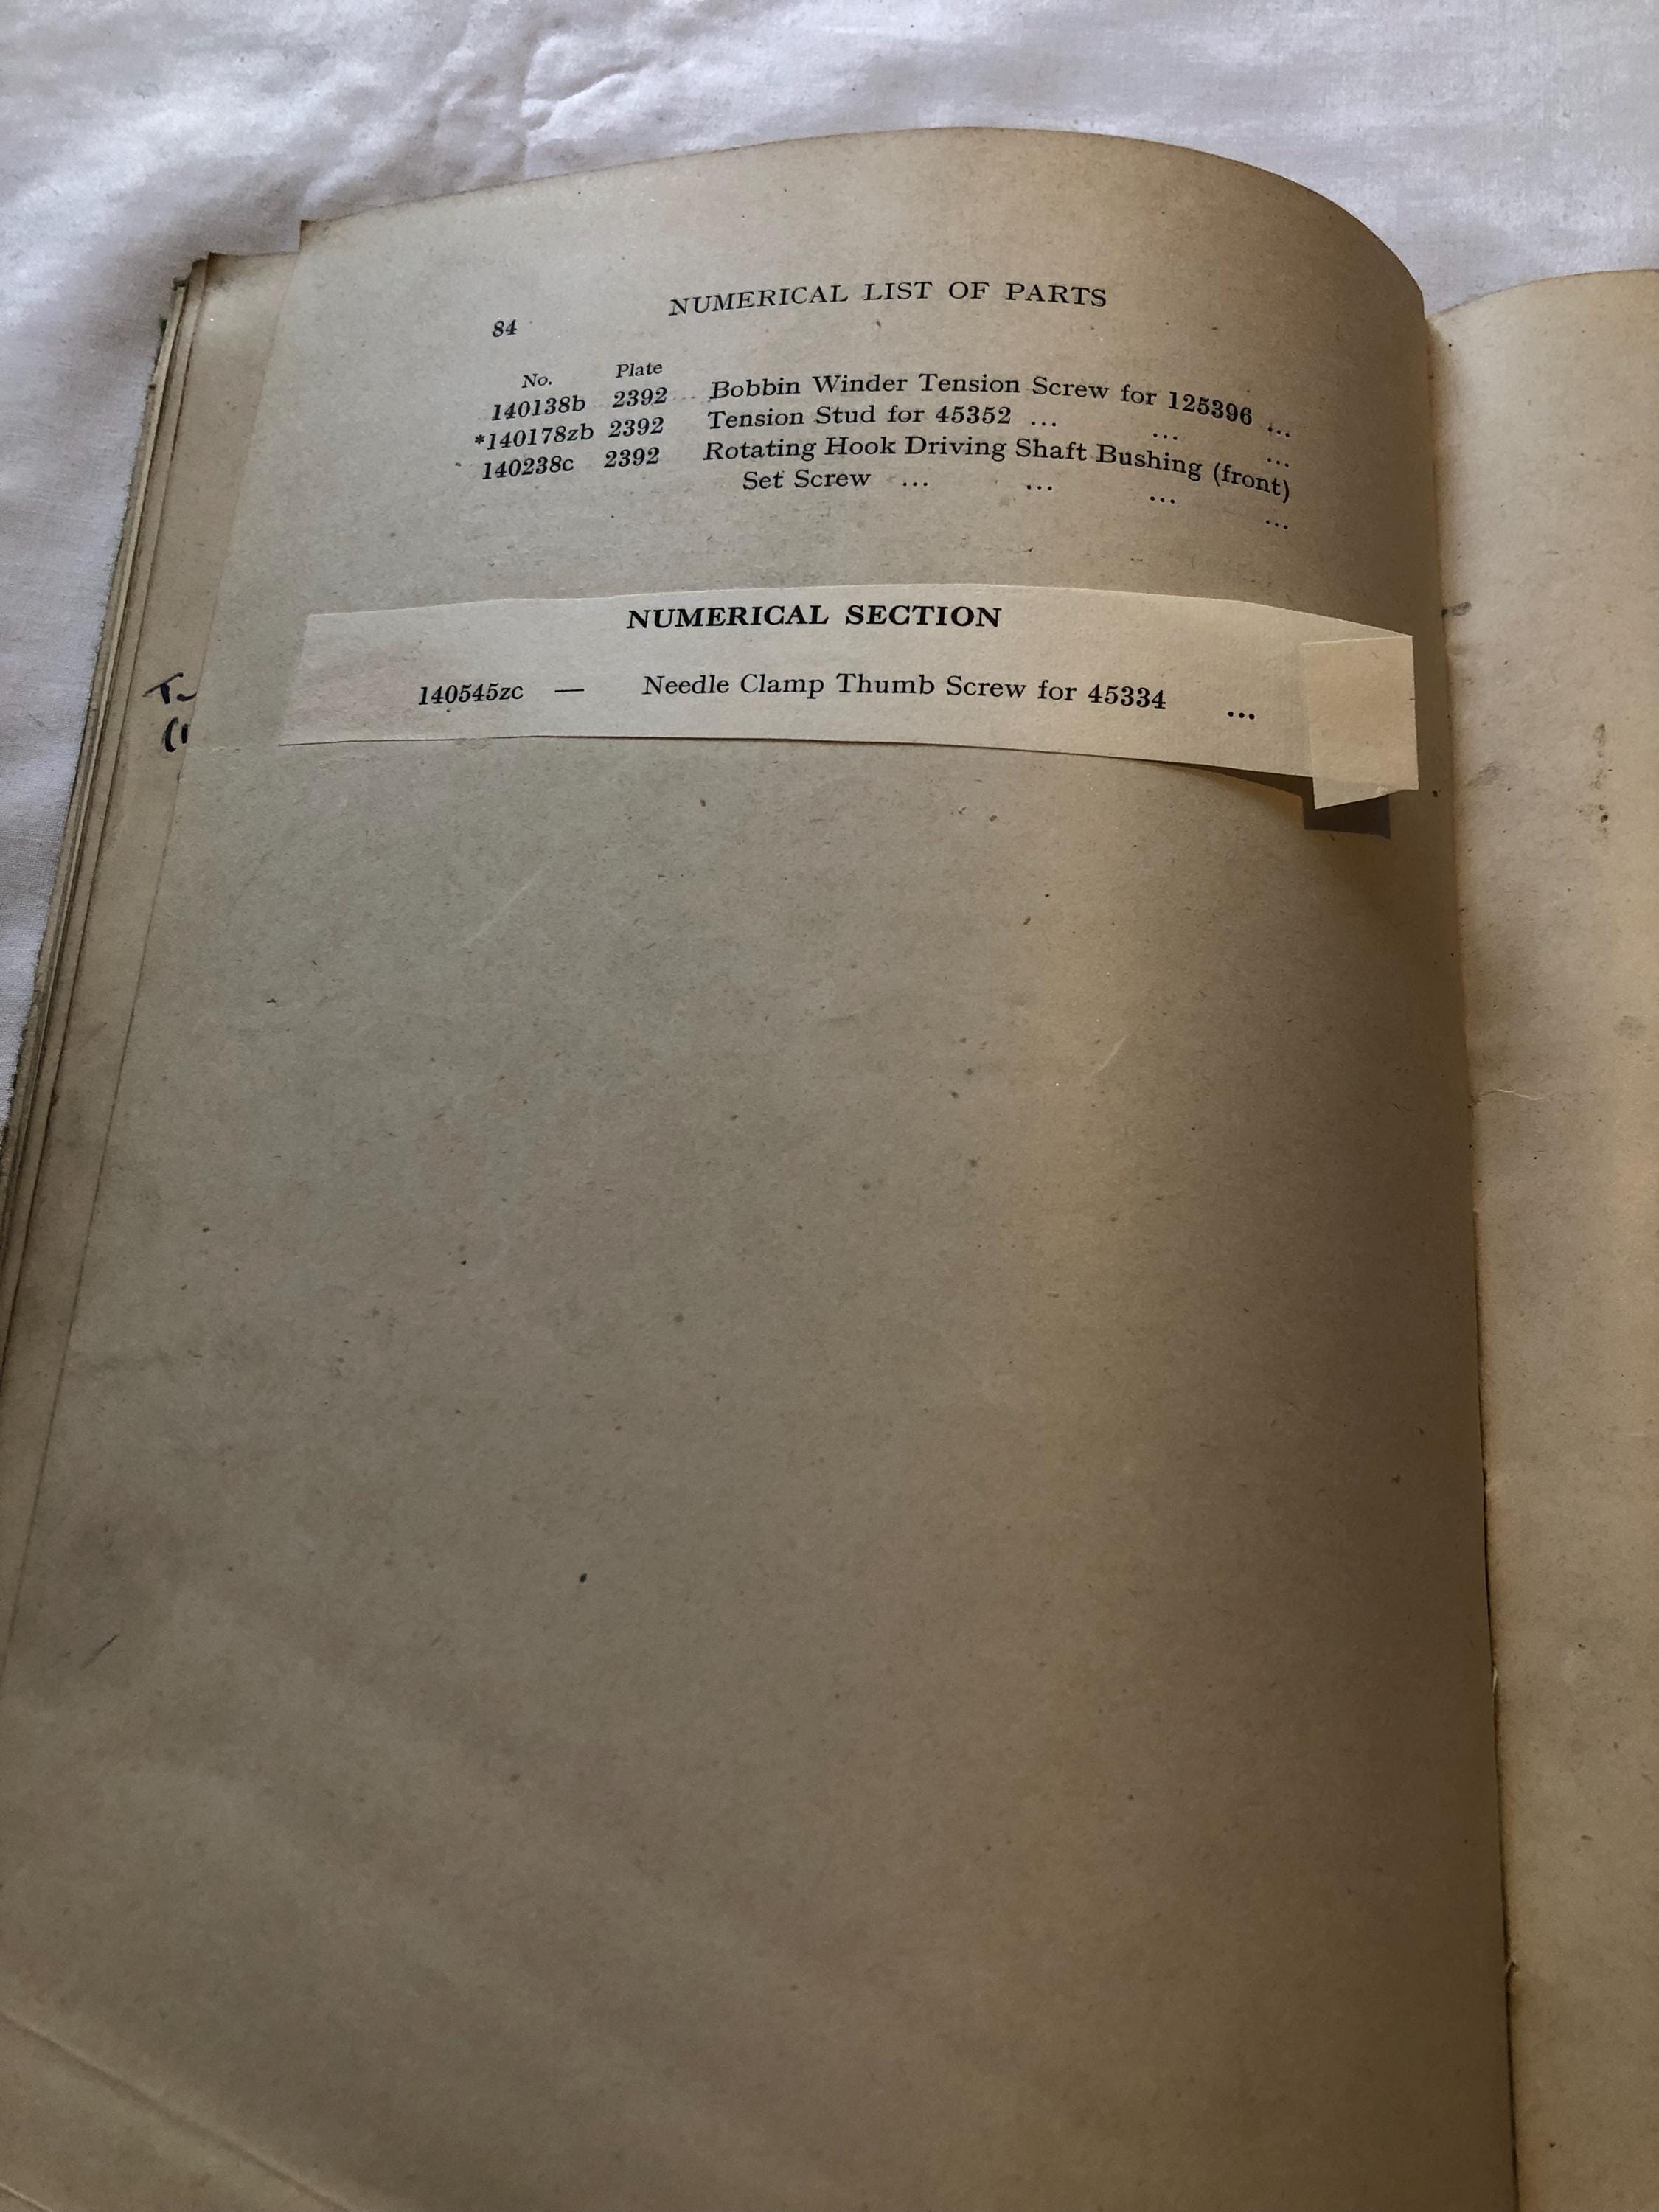 NUMERICAL LIST OF PARTS
84
No. Plate
140138b 2392 Bobbin Winder Tension Screw for 125396 ...
*140178zb 2392 Tension Stud for 45352 ... ... ...
140238c 2392 Rotating Hook Driving Shaft Bushing (front)
Set Screw ... ... ... ...
NUMERICAL SECTION
140545zc — Needle Clamp Thumb Screw for 45334 ...